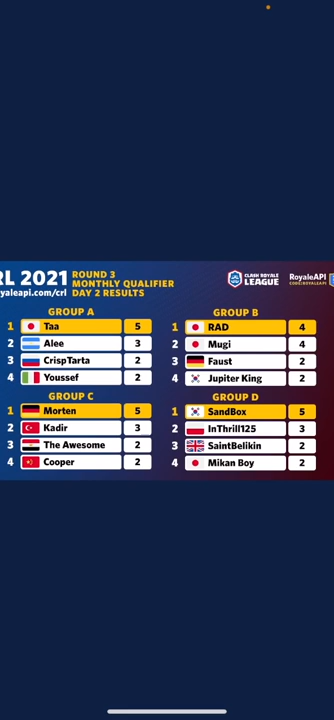 RL 2021
yaleapi.com/crl
ROUND 3
MONTHLY QUALIFIER
DAY 2 RESULTS
CLASH ROYALE
LEAGUE
RoyaleAPI
CODE:ROYALEAPI
GROUP A
1 Taa 5
2 Alee 3
3 CrispTarta 2
4 Youssef 2
GROUP B
1 RAD 4
2 Mugi 4
3 Faust 2
4 Jupiter King 2
GROUP C
1 Morten 5
2 Kadir 3
3 The Awesome 2
4 Cooper 2
GROUP D
1 SandBox 5
2 InThrill125 3
3 SaintBelikin 2
4 Mikan Boy 2